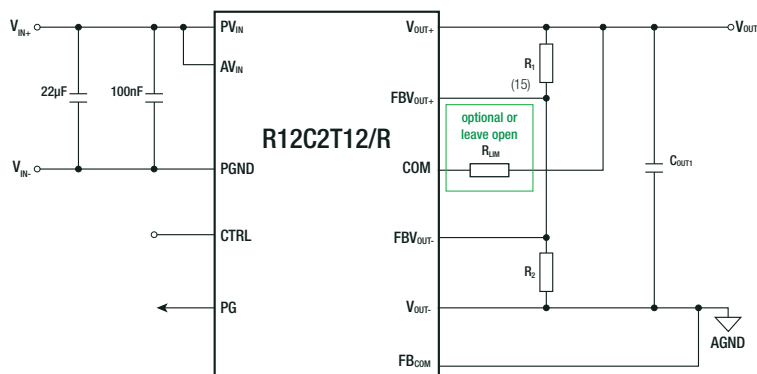 VIN+
PVIN
VOUT+
VOUT
R1
AVIN
(15)
22µF
100nF
FBVOUT+
optional or
leave open
R12C2T12/R
RLIM
VIN-
PGND
COM
COUT1
CTRL
FBVOUT-
R2
PG
VOUT-
AGND
FBCOM